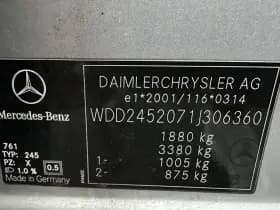 DAIMLERCHRYSLER AG
e1*2001/116*0314
Mercedes-Benz
WDD2452071J306360
1880 kg
761
3380 kg
TYP: 245
1- 1005 kg
PZ: X
2- 875 kg
1.0 % 0.5
Made in Germany